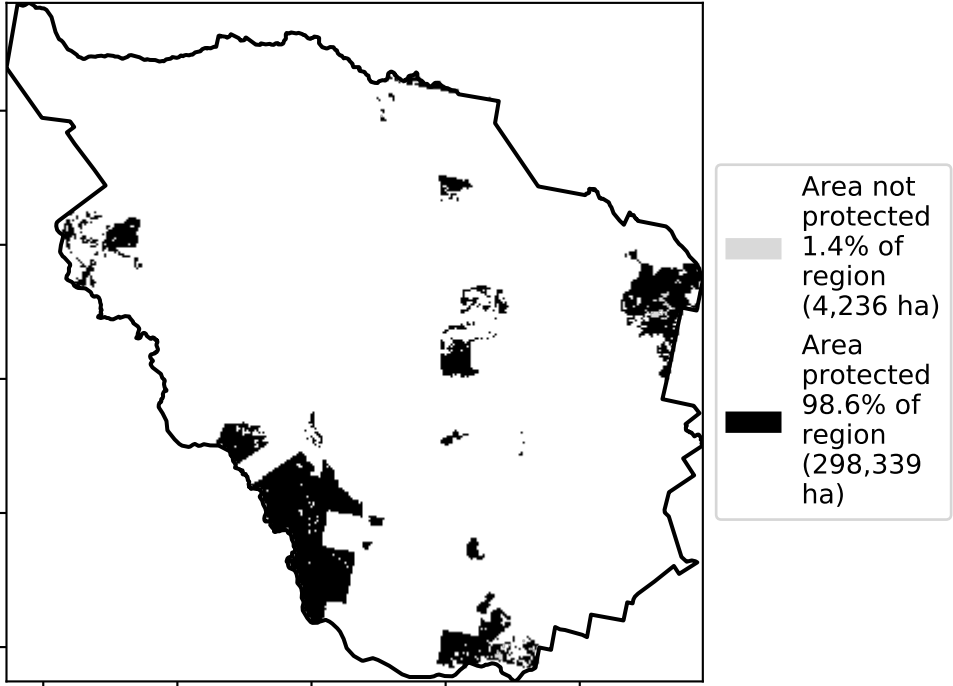 Area not
protected
1.4% of
region
(4,236 ha)
Area
protected
98.6% of
region
(298,339
ha)